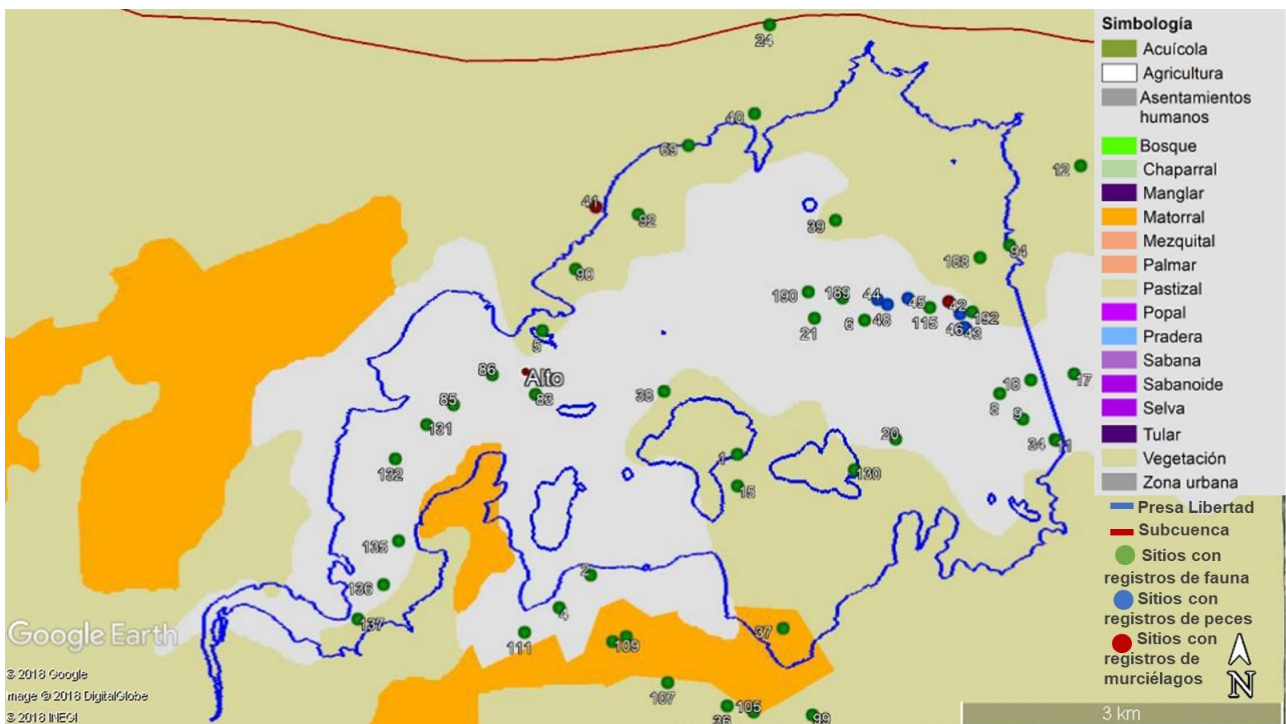 Simbología
Acuícola
Agricultura
Asentamientos
humanos
Bosque
Chaparral
Manglar
Matorral
Mezquital
Palmar
Pastizal
Popal
Pradera
Sabana
Sabanoide
Selva
Tular
Vegetación
Zona urbana
Presa Libertad
Subcuenca
Sitios con
registros de fauna
Sitios con
registros de peces
Sitios con
registros de
murciélagos
N
24
40
69
12
41
92
39
94
90
188
190
189
44
45
42
48
115
192
21
6
46
43
5
86
Alto
83
38
18
17
8
85
9
131
20
34
11
132
1
130
15
135
136
2
137
4
111
109
37
107
36
105
99
Google Earth
© 2018 Google
Image © 2018 DigitalGlobe
© 2018 INEGI
3 km